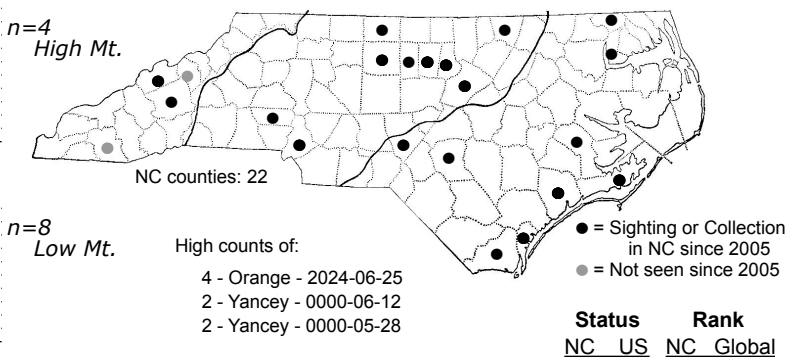 n=4
High Mt.
NC counties: 22
n=8
Low Mt.
High counts of:
4 - Orange - 2024-06-25
2 - Yancey - 0000-06-12
2 - Yancey - 0000-05-28
● = Sighting or Collection
in NC since 2005
● = Not seen since 2005
Status Rank
NC US NC Global